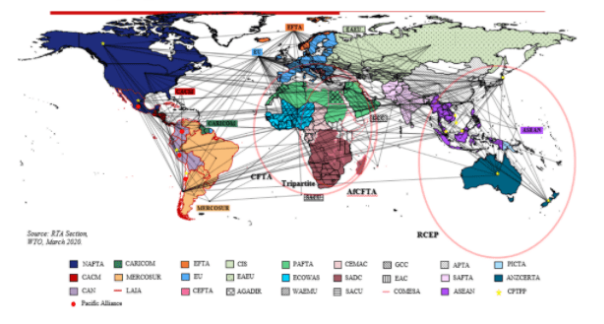 EFTA
EAEU
EU
CACM
CARICOM
GCC
ASEAN
CFTA
Tripartite
AfCFTA
SACU
MERCOSUR
RCEP
Source: RTA Section,
WTO, March 2020.
NAFTA CARICOM EFTA CIS PAFTA CEMAC GCC APTA PICTA
CACM MERCOSUR EU EAEU ECOWAS SADC EAC SAFTA ANZCERTA
CAN LAIA CEFTA AGADIR WAEMU SACU COMESA ASEAN CPTPP
Pacific Alliance